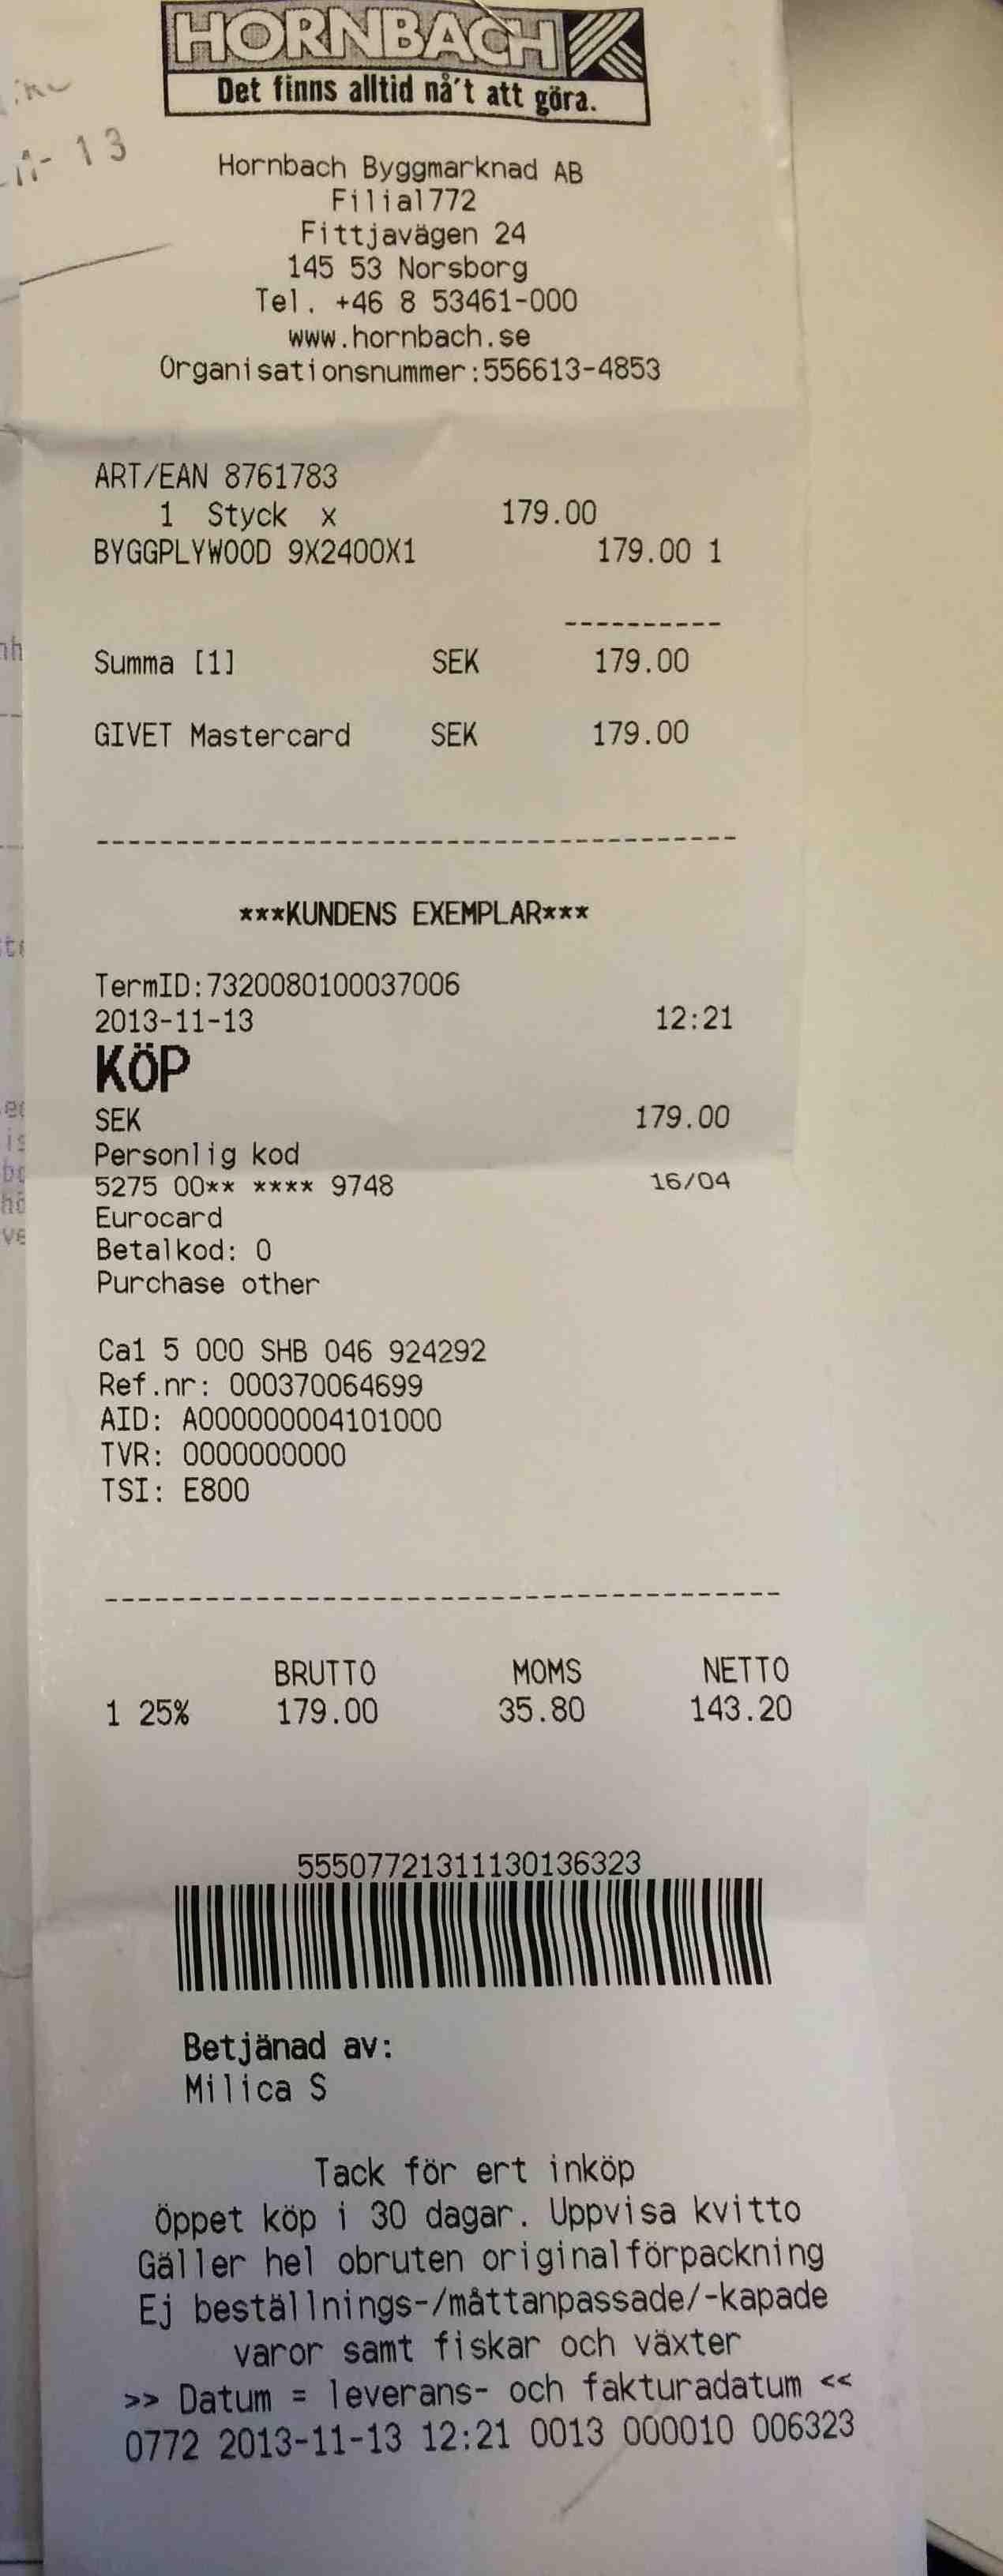 HORNBACH
Det finns alltid nå't att göra.
11-13
Hornbach Byggmarknad AB
Filial772
Fittjavägen 24
145 53 Norsborg
Tel. +46 8 53461-000
www.hornbach.se
Organisationsnummer:556613-4853
ART/EAN 8761783
1 Styck x 179.00
BYGGPLYWOOD 9X2400X1 179.00 1
----------
Summa [1] SEK 179.00
GIVET Mastercard SEK 179.00
----------------------------------------
***KUNDENS EXEMPLAR***
TermID:7320080100037006
2013-11-13 12:21
KÖP
SEK 179.00
Personlig kod
5275 00** **** 9748 16/04
Eurocard
Betalkod: 0
Purchase other
Ca1 5 000 SHB 046 924292
Ref.nr: 000370064699
AID: A000000004101000
TVR: 0000000000
TSI: E800
----------------------------------------
BRUTTO MOMS NETTO
1 25% 179.00 35.80 143.20
55507721311130136323
Betjänad av:
Milica S
Tack för ert inköp
Öppet köp i 30 dagar. Uppvisa kvitto
Gäller hel obruten originalförpackning
Ej beställnings-/måttanpassade/-kapade
varor samt fiskar och växter
>> Datum = leverans- och fakturadatum <<
0772 2013-11-13 12:21 0013 000010 006323